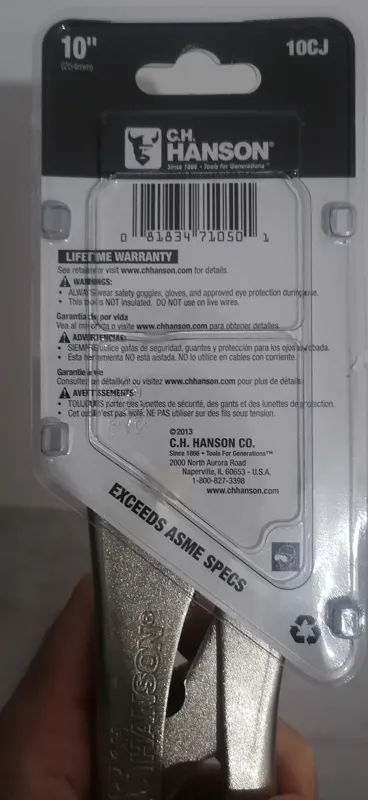 10"
10CJ
(254mm)
C.H.
HANSON®
Since 1866 • Tools For Generations™
0 81834 71050 1
LIFETIME WARRANTY
See retailer or visit www.chhanson.com for details.
WARNINGS:
• ALWAYS wear safety goggles, gloves, and approved eye protection during use.
• This tool is NOT INSULATED. DO NOT use on live wires.
Garantía de por vida
Vea al minorista o visite www.chhanson.com para obtener detalles.
ADVERTENCIAS:
• SIEMPRE utilice gafas de seguridad, guantes y protección para los ojos aprobada.
• Esta herramienta NO está aislada. NO lo utilice en cables con corriente.
Garantie à vie
Consultez un détaillant ou visitez www.chhanson.com pour plus de détails.
AVERTISSEMENTS:
• TOUJOURS porter des lunettes de sécurité, des gants et des lunettes de protection.
• Cet outil n'est pas isolé. NE PAS utiliser sur des fils sous tension.
©2013
C.H. HANSON CO.
Since 1866 • Tools For Generations™
2000 North Aurora Road
Naperville, IL 60653 - U.S.A.
1-800-827-3398
www.chhanson.com
EXCEEDS ASME SPECS
HANSON®